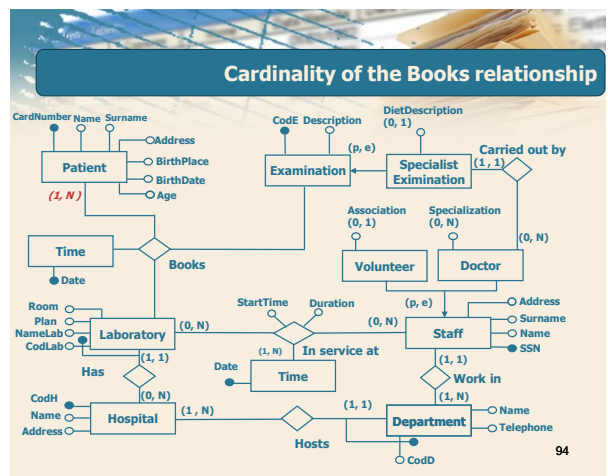 Cardinality of the Books relationship
CardNumber Name Surname
Address
Patient
BirthPlace
BirthDate
(1, N )
Age
CodE Description
(p, e)
Examination
DietDescription
(0, 1)
Specialist
Eximination
(1 , 1)
Carried out by
(0, N)
Time
Date
Books
Association
(0, 1)
Volunteer
Specialization
(0, N)
Doctor
(p, e)
Room
Plan
NameLab
CodLab
Laboratory
(0, N)
StartTime
Duration
(1, N)
In service at
Date
Time
(0, N)
Staff
Address
Surname
Name
SSN
(1, 1)
Has
(0, N)
(1, 1)
Work in
(1, N)
CodH
Name
Address
Hospital
(1 , N)
Hosts
(1, 1)
Department
Name
Telephone
CodD
94